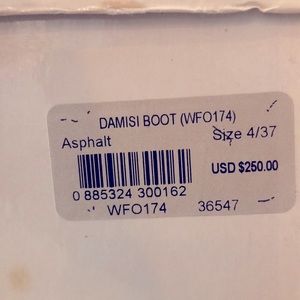 DAMISI BOOT (WFO174)
Asphalt Size 4/37
USD $250.00
0 885324 300162
WFO174 36547